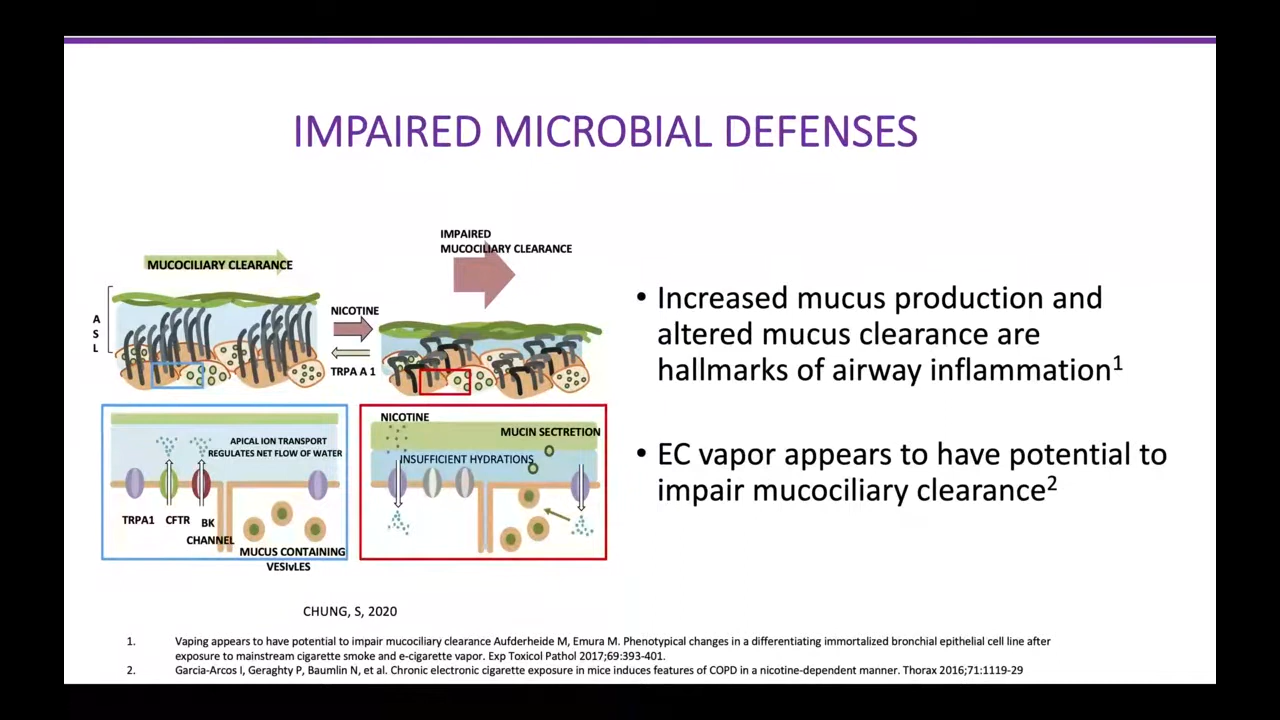 IMPAIRED MICROBIAL DEFENSES
IMPAIRED
MUCOCILIARY CLEARANCE
MUCOCILIARY CLEARANCE
A
S
L
NICOTINE
TRPA A 1
APICAL ION TRANSPORT
REGULATES NET FLOW OF WATER
TRPA1
CFTR
BK
CHANNEL
MUCUS CONTAINING
VESIvLES
NICOTINE
MUCIN SECTRETION
INSUFFICIENT HYDRATIONS
CHUNG, S, 2020
• Increased mucus production and
altered mucus clearance are
hallmarks of airway inflammation1
• EC vapor appears to have potential to
impair mucociliary clearance2
1. Vaping appears to have potential to impair mucociliary clearance Aufderheide M, Emura M. Phenotypical changes in a differentiating immortalized bronchial epithelial cell line after
exposure to mainstream cigarette smoke and e-cigarette vapor. Exp Toxicol Pathol 2017;69:393-401.
2. Garcia-Arcos I, Geraghty P, Baumlin N, et al. Chronic electronic cigarette exposure in mice induces features of COPD in a nicotine-dependent manner. Thorax 2016;71:1119-29